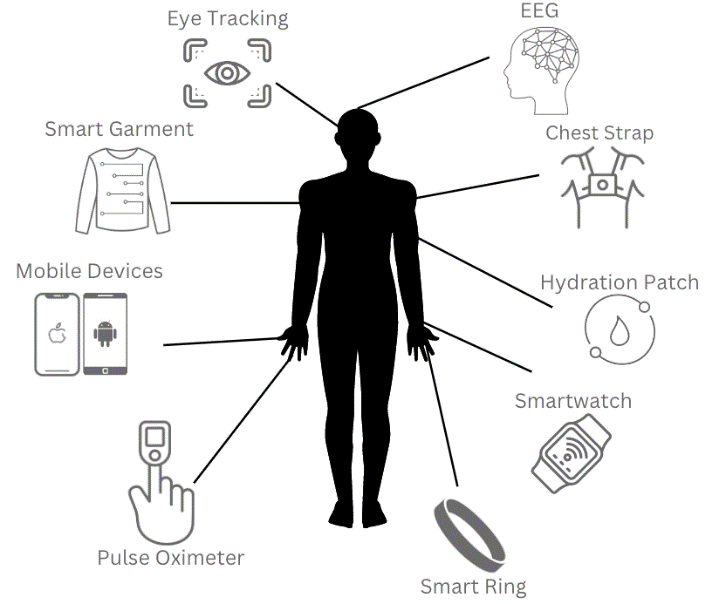 Eye Tracking
EEG
Smart Garment
Chest Strap
Mobile Devices
Hydration Patch
Smartwatch
Pulse Oximeter
Smart Ring